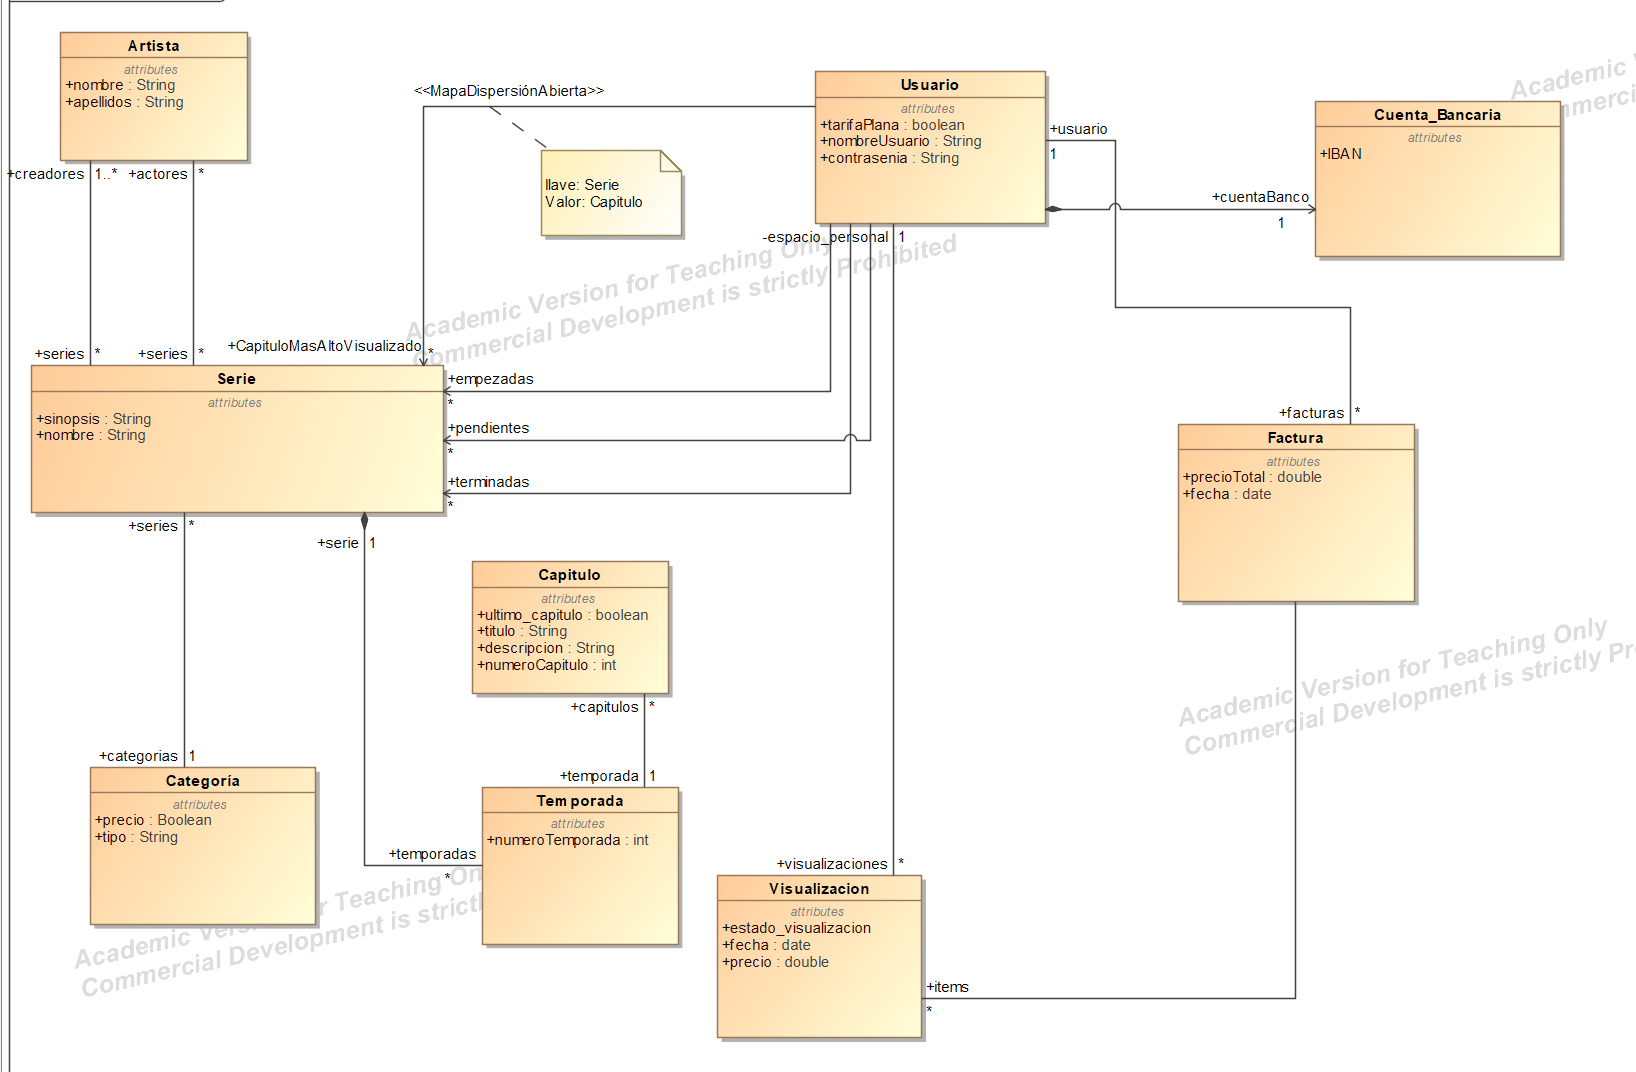 Artista
attributes
+nombre : String
+apellidos : String
+creadores 1..* +actores *
+series * +series *
<<MapaDispersiónAbierta>>
llave: Serie
Valor: Capitulo
Usuario
attributes
+tarifaPlana : boolean
+nombreUsuario : String
+contrasenia : String
+usuario
1
-espacio_personal 1
+cuentaBanco
1
Cuenta_Bancaria
attributes
+IBAN
Academic
mmerci
Academic Version for Teaching Only
Commercial Development is strictly Prohibited
+CapituloMasAltoVisualizado *
Serie
attributes
+sinopsis : String
+nombre : String
+empezadas
*
+pendientes
*
+terminadas
*
+series *
+serie 1
+facturas *
Factura
attributes
+precioTotal : double
+fecha : date
Capitulo
attributes
+ultimo_capitulo : boolean
+titulo : String
+descripcion : String
+numeroCapitulo : int
+capitulos *
Academic Version for Teaching Only
Commercial Development is strictly Pr
+categorias 1
Categoría
attributes
+precio : Boolean
+tipo : String
+temporada 1
Temporada
attributes
+numeroTemporada : int
+temporadas
*
Academic Vers r Teaching On
Commercial Development is strictl
+visualizaciones *
Visualizacion
attributes
+estado_visualizacion
+fecha : date
+precio : double
+items
*